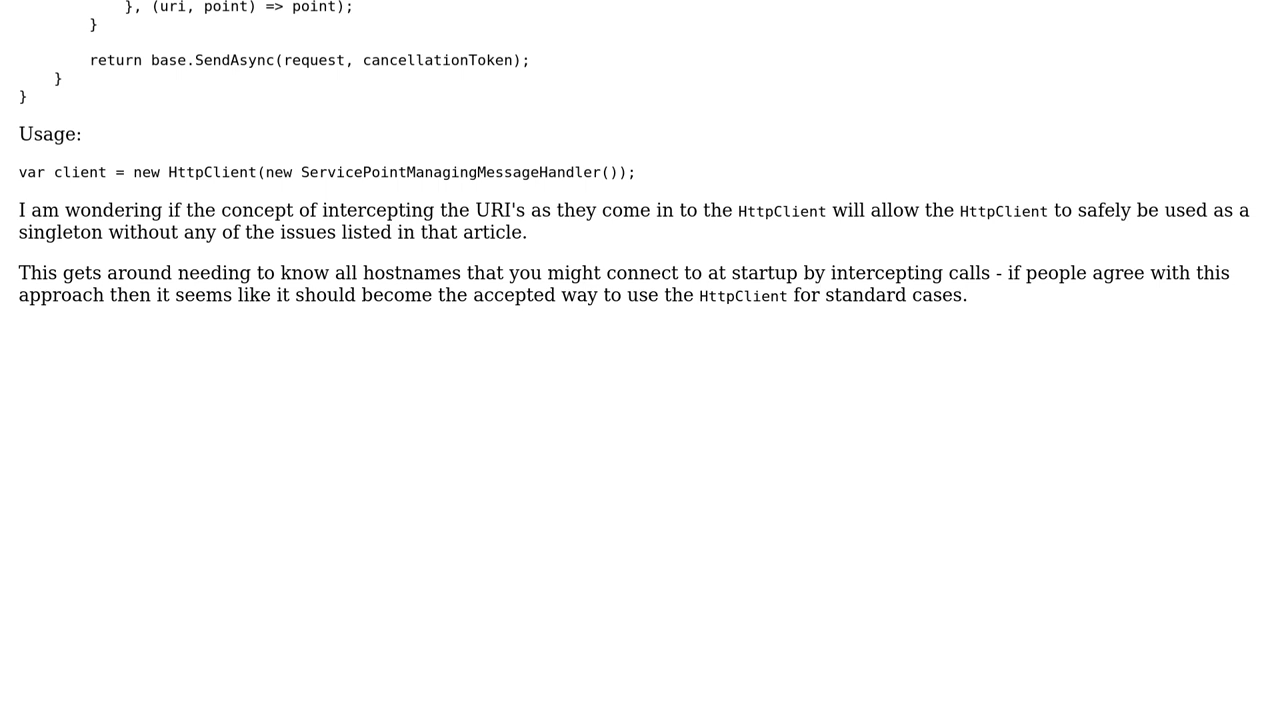 }, (uri, point) => point);
        }

        return base.SendAsync(request, cancellationToken);
    }
}
Usage:
var client = new HttpClient(new ServicePointManagingMessageHandler());
I am wondering if the concept of intercepting the URI's as they come in to the HttpClient will allow the HttpClient to safely be used as a
singleton without any of the issues listed in that article.
This gets around needing to know all hostnames that you might connect to at startup by intercepting calls - if people agree with this
approach then it seems like it should become the accepted way to use the HttpClient for standard cases.